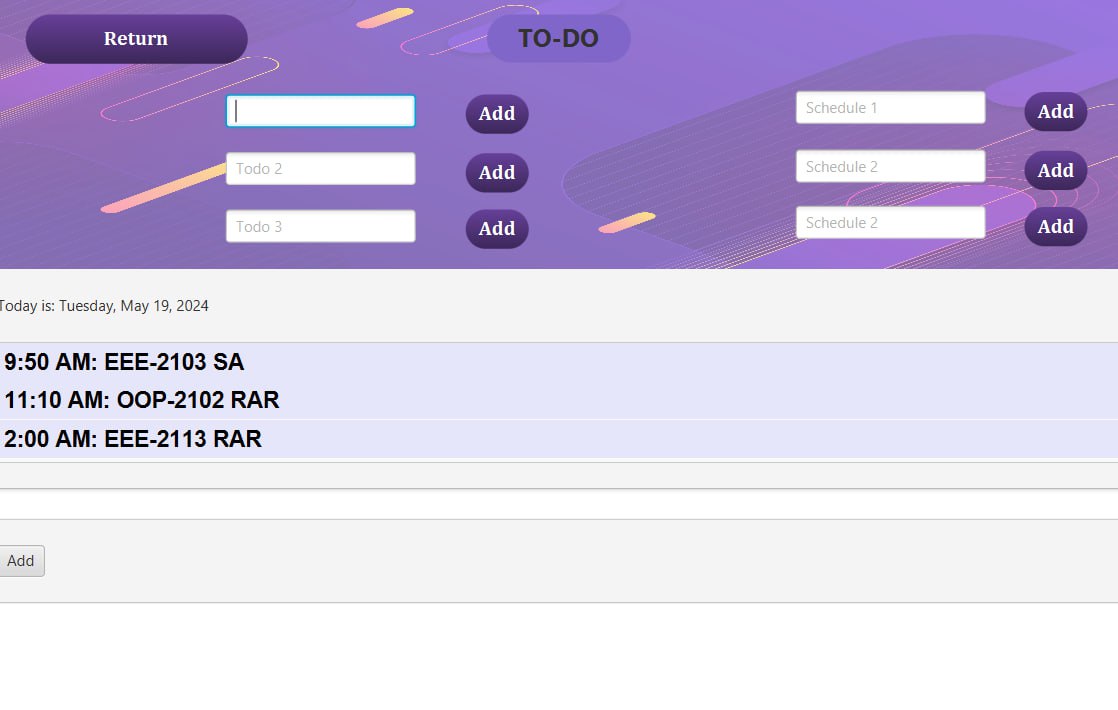 Return
TO-DO
Add
Schedule 1
Add
Todo 2
Add
Schedule 2
Add
Todo 3
Add
Schedule 2
Add
Today is: Tuesday, May 19, 2024
9:50 AM: EEE-2103 SA
11:10 AM: OOP-2102 RAR
2:00 AM: EEE-2113 RAR
Add